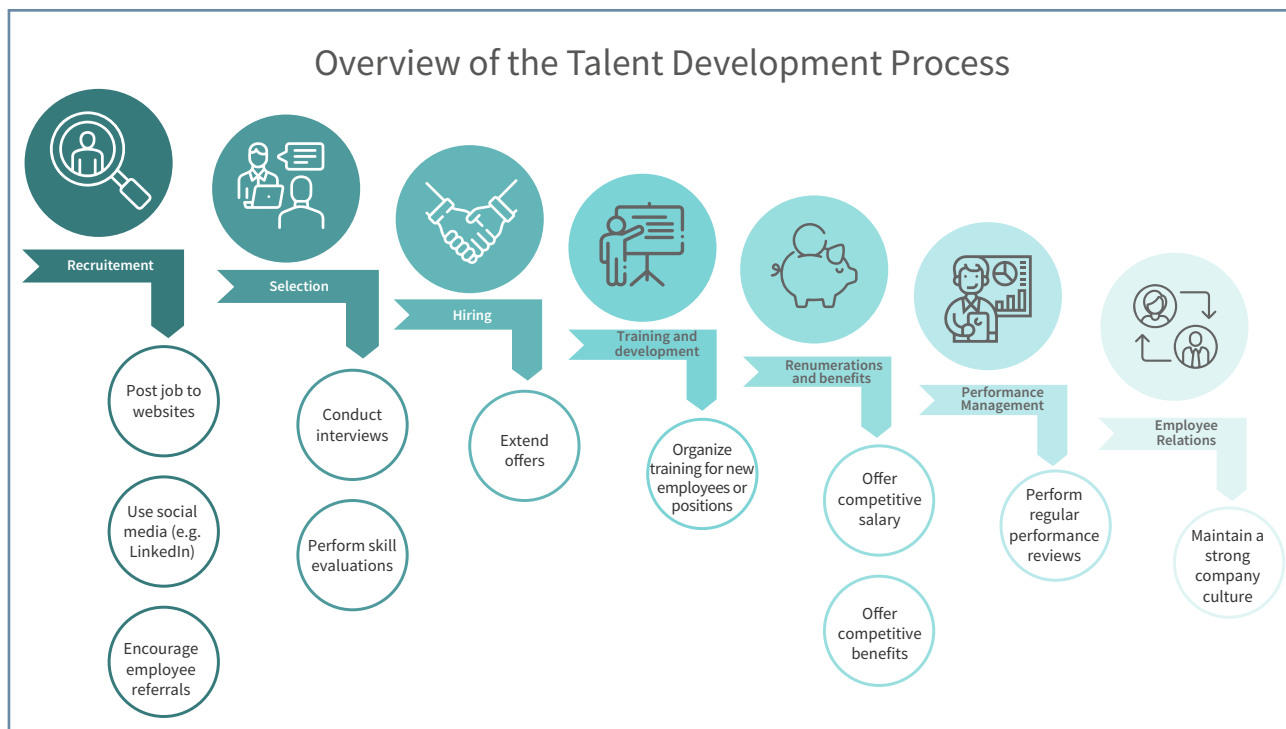 Overview of the Talent Development Process
Recruitement
Post job to
websites
Use social
media (e.g.
LinkedIn)
Encourage
employee
referrals
Selection
Conduct
interviews
Perform skill
evaluations
Hiring
Extend
offers
Training and
development
Organize
training for new
employees or
positions
Renumerations
and benefits
Offer
competitive
salary
Offer
competitive
benefits
Performance
Management
Perform
regular
performance
reviews
Employee
Relations
Maintain a
strong
company
culture